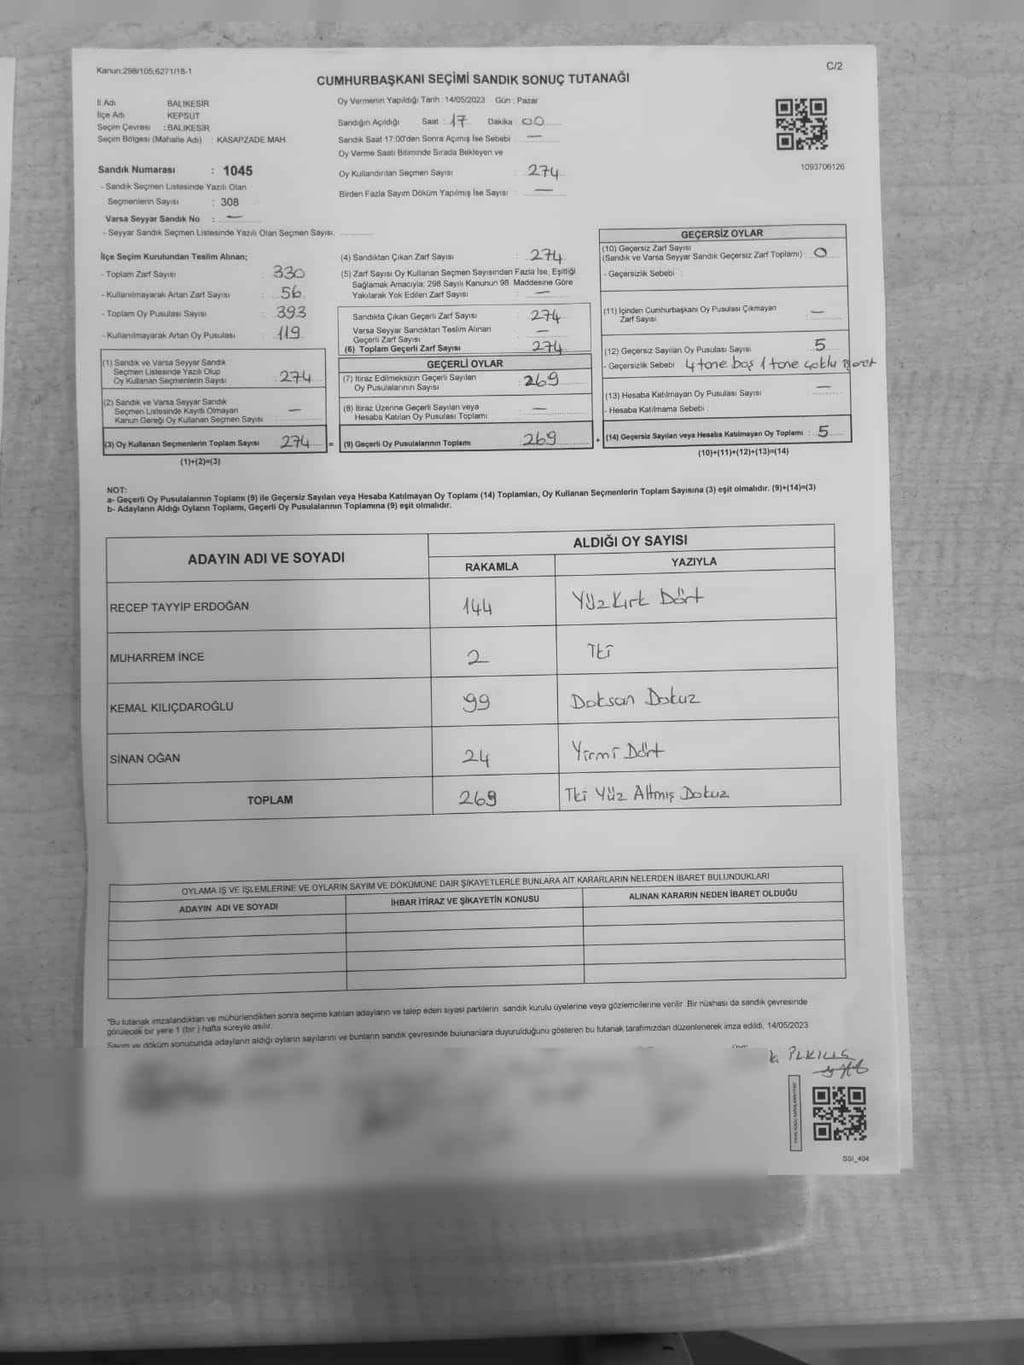 Kanun:298/105;6271/18-1
C/2
CUMHURBAŞKANI SEÇİMİ SANDIK SONUÇ TUTANAĞI
İl Adı BALIKESİR
İlçe Adı KEPSUT
Seçim Çevresi :BALIKESİR
Seçim Bölgesi (Mahalle Adı) : KASAPZADE MAH.
Sandık Numarası : 1045
- Sandık Seçmen Listesinde Yazılı Olan
Seçmenlerin Sayısı : 308
Varsa Seyyar Sandık No : —
- Seyyar Sandık Seçmen Listesinde Yazılı Olan Seçmen Sayısı:
Oy Vermenin Yapıldığı Tarih : 14/05/2023 Gün : Pazar
Sandığın Açıldığı Saat : 17 Dakika 00
Sandık Saat 17:00'den Sonra Açımış İse Sebebi : —
Oy Verme Saati Bitiminde Sırada Bekleyen ve
Oy Kullandırılan Seçmen Sayısı : 274
Birden Fazla Sayım Döküm Yapılmış İse Sayısı : —
1093706126
İlçe Seçim Kurulundan Teslim Alınan;
- Toplam Zarf Sayısı : 330
- Kullanılmayarak Artan Zarf Sayısı : 56
- Toplam Oy Pusulası Sayısı : 393
- Kullanılmayarak Artan Oy Pusulası : 119
(1) Sandık ve Varsa Seyyar Sandık
Seçmen Listesinde Yazılı Olup
Oy Kullanan Seçmenlerin Sayısı : 274
(2) Sandık ve Varsa Seyyar Sandık
Seçmen Listesinde Kayıtlı Olmayan
Kanun Gereği Oy Kullanan Seçmen Sayısı : —
(3) Oy Kullanan Seçmenlerin Toplam Sayısı : 274 =
(1)+(2)=(3)
(4) Sandıktan Çıkan Zarf Sayısı : 274
(5) Zarf Sayısı Oy Kullanan Seçmen Sayısından Fazla İse, Eşitliği
Sağlamak Amacıyla; 298 Sayılı Kanunun 98. Maddesine Göre
Yakılarak Yok Edilen Zarf Sayısı : —
Sandıkta Çıkan Geçerli Zarf Sayısı : 274
Varsa Seyyar Sandıktan Teslim Alınan
Geçerli Zarf Sayısı : —
(6) Toplam Geçerli Zarf Sayısı : 274
GEÇERLİ OYLAR
(7) İtiraz Edilmeksizin Geçerli Sayılan
Oy Pusulalarının Sayısı : 269
(8) İtiraz Üzerine Geçerli Sayılan veya
Hesaba Katılan Oy Pusulası Toplamı : —
(9) Geçerli Oy Pusulalarının Toplamı : 269 +
GEÇERSİZ OYLAR
(10) Geçersiz Zarf Sayısı
(Sandık ve Varsa Seyyar Sandık Geçersiz Zarf Toplamı) : 0
- Geçersizlik Sebebi :
(11) İçinden Cumhurbaşkanı Oy Pusulası Çıkmayan
Zarf Sayısı : —
(12) Geçersiz Sayılan Oy Pusulası Sayısı : 5
- Geçersizlik Sebebi : 4 tane boş 1 tane çoklu
(13) Hesaba Katılmayan Oy Pusulası Sayısı : —
- Hesaba Katılmama Sebebi :
(14) Geçersiz Sayılan veya Hesaba Katılmayan Oy Toplamı : 5
(10)+(11)+(12)+(13)=(14)
NOT:
a- Geçerli Oy Pusulalarının Toplamı (9) ile Geçersiz Sayılan veya Hesaba Katılmayan Oy Toplamı (14) Toplamları, Oy Kullanan Seçmenlerin Toplam Sayısına (3) eşit olmalıdır. (9)+(14)=(3)
b- Adayların Aldığı Oyların Toplamı, Geçerli Oy Pusulalarının Toplamına (9) eşit olmalıdır.
ADAYIN ADI VE SOYADI
ALDIĞI OY SAYISI
RAKAMLA YAZIYLA
RECEP TAYYİP ERDOĞAN 144 Yüz Kırk Dört
MUHARREM İNCE 2 İki
KEMAL KILIÇDAROĞLU 99 Doksan Dokuz
SİNAN OĞAN 24 Yirmi Dört
TOPLAM 269 İki Yüz Altmış Dokuz
OYLAMA İŞ VE İŞLEMLERİNE VE OYLARIN SAYIM VE DÖKÜMÜNE DAİR ŞİKAYETLERLE BUNLARA AİT KARARLARIN NELERDEN İBARET BULUNDUKLARI
ADAYIN ADI VE SOYADI İHBAR İTİRAZ VE ŞİKAYETİN KONUSU ALINAN KARARIN NEDEN İBARET OLDUĞU
"Bu tutanak imzalandıktan ve mühürlendikten sonra seçime katılan adayların ve talep eden siyasi partilerin sandık kurulu üyelerine veya gözlemcilerine verilir. Bir nüshası da sandık çevresinde
görülecek bir yere 1 (bir ) hafta süreyle asılır.
Sayım ve döküm sonucunda adayların aldığı oyların sayılarını ve bunların sandık çevresinde bulunanlara duyurulduğunu gösteren bu tutanak tarafımızdan düzenlenerek imza edildi. 14/05/2023
SSI_404